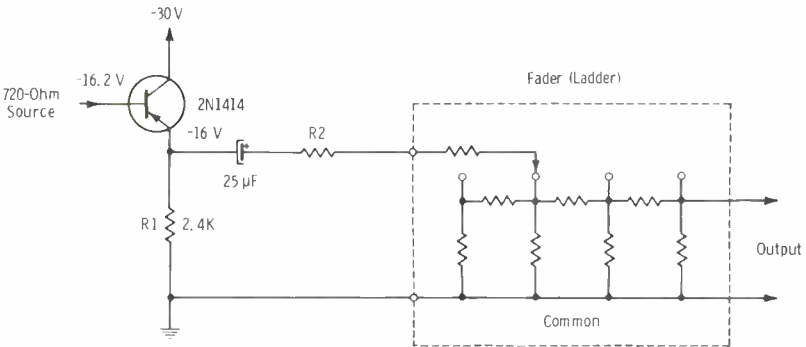 -30 V
Fader (Ladder)
-16.2 V
720-Ohm
Source
2N1414
-16 V
R2
25 μF
R1
2.4K
Output
Common